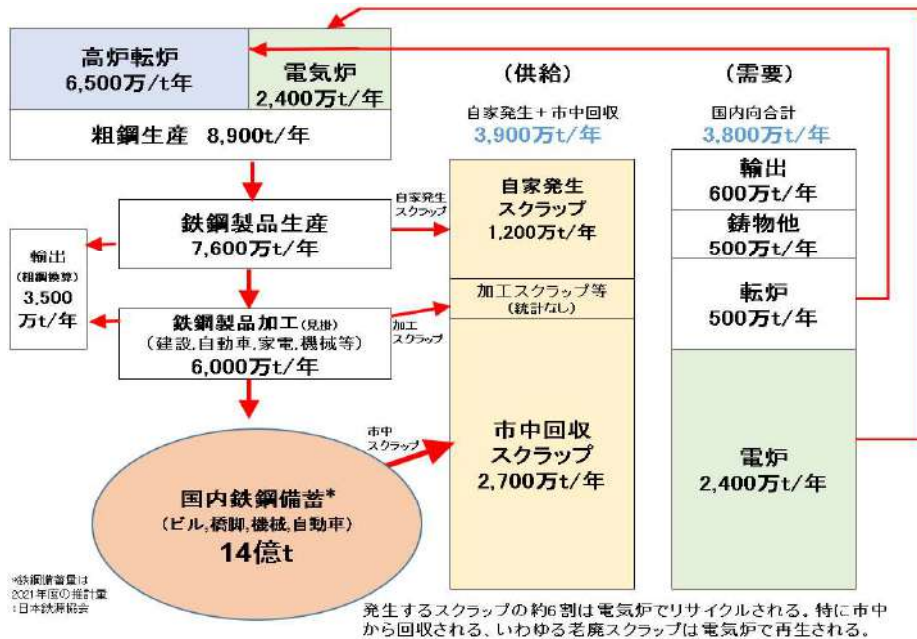 高炉転炉
6,500万/t年
電気炉
2,400万t/年
粗鋼生産 8,900t/年
鉄鋼製品生産
7,600万t/年
輸出
(粗鋼換算)
3,500
万t/年
鉄鋼製品加工(見掛)
(建設,自動車,家電,機械等)
6,000万t/年
国内鉄鋼備蓄*
(ビル,橋脚,機械,自動車)
14億t
*鉄鋼備蓄量は
2021年度の推計量
:日本鉄源協会
自家発生
スクラップ
加工
スクラップ
市中
スクラップ
(供給)
自家発生+市中回収
3,900万t/年
自家発生
スクラップ
1,200万t/年
加工スクラップ等
(統計なし)
市中回収
スクラップ
2,700万t/年
(需要)
国内向合計
3,800万t/年
輸出
600万t/年
鋳物他
500万t/年
転炉
500万t/年
電炉
2,400万t/年
発生するスクラップの約6割は電気炉でリサイクルされる。特に市中
から回収される、いわゆる老廃スクラップは電気炉で再生される。